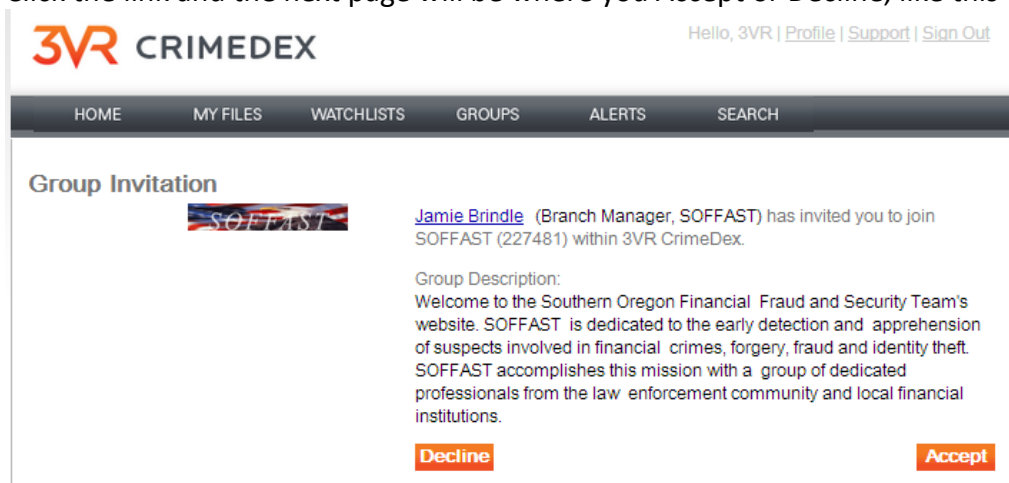 Click the link and the next page will be where you Accept or Decline, like this
3VR CRIMEDEX
Hello, 3VR | Profile | Support | Sign Out
HOME MY FILES WATCHLISTS GROUPS ALERTS SEARCH
Group Invitation
SOFFAST
Jamie Brindle (Branch Manager, SOFFAST) has invited you to join
SOFFAST (227481) within 3VR CrimeDex.
Group Description:
Welcome to the Southern Oregon Financial Fraud and Security Team's
website. SOFFAST is dedicated to the early detection and apprehension
of suspects involved in financial crimes, forgery, fraud and identity theft.
SOFFAST accomplishes this mission with a group of dedicated
professionals from the law enforcement community and local financial
institutions.
Decline Accept